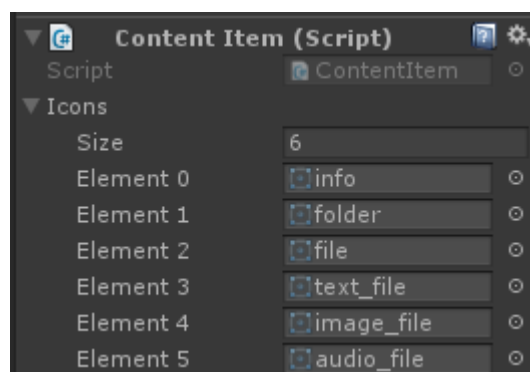 Content Item (Script)
Script ContentItem
Icons
Size 6
Element 0 info
Element 1 folder
Element 2 file
Element 3 text_file
Element 4 image_file
Element 5 audio_file